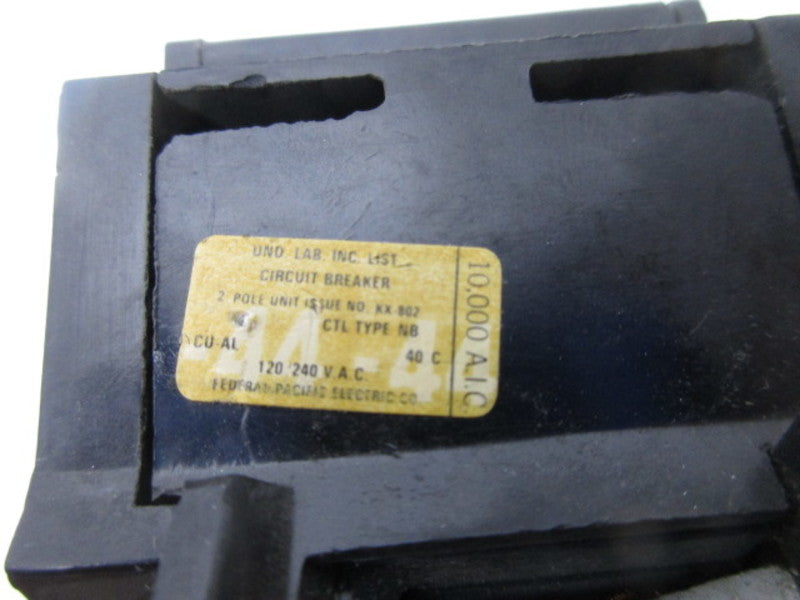 UND. LAB. INC. LIST
CIRCUIT BREAKER
2 POLE UNIT ISSUE NO. KX-802
CTL TYPE NB
CU-AL 40 C
120/240 V.A.C.
FEDERAL PACIFIC ELECTRIC CO
10,000 A.I.C.